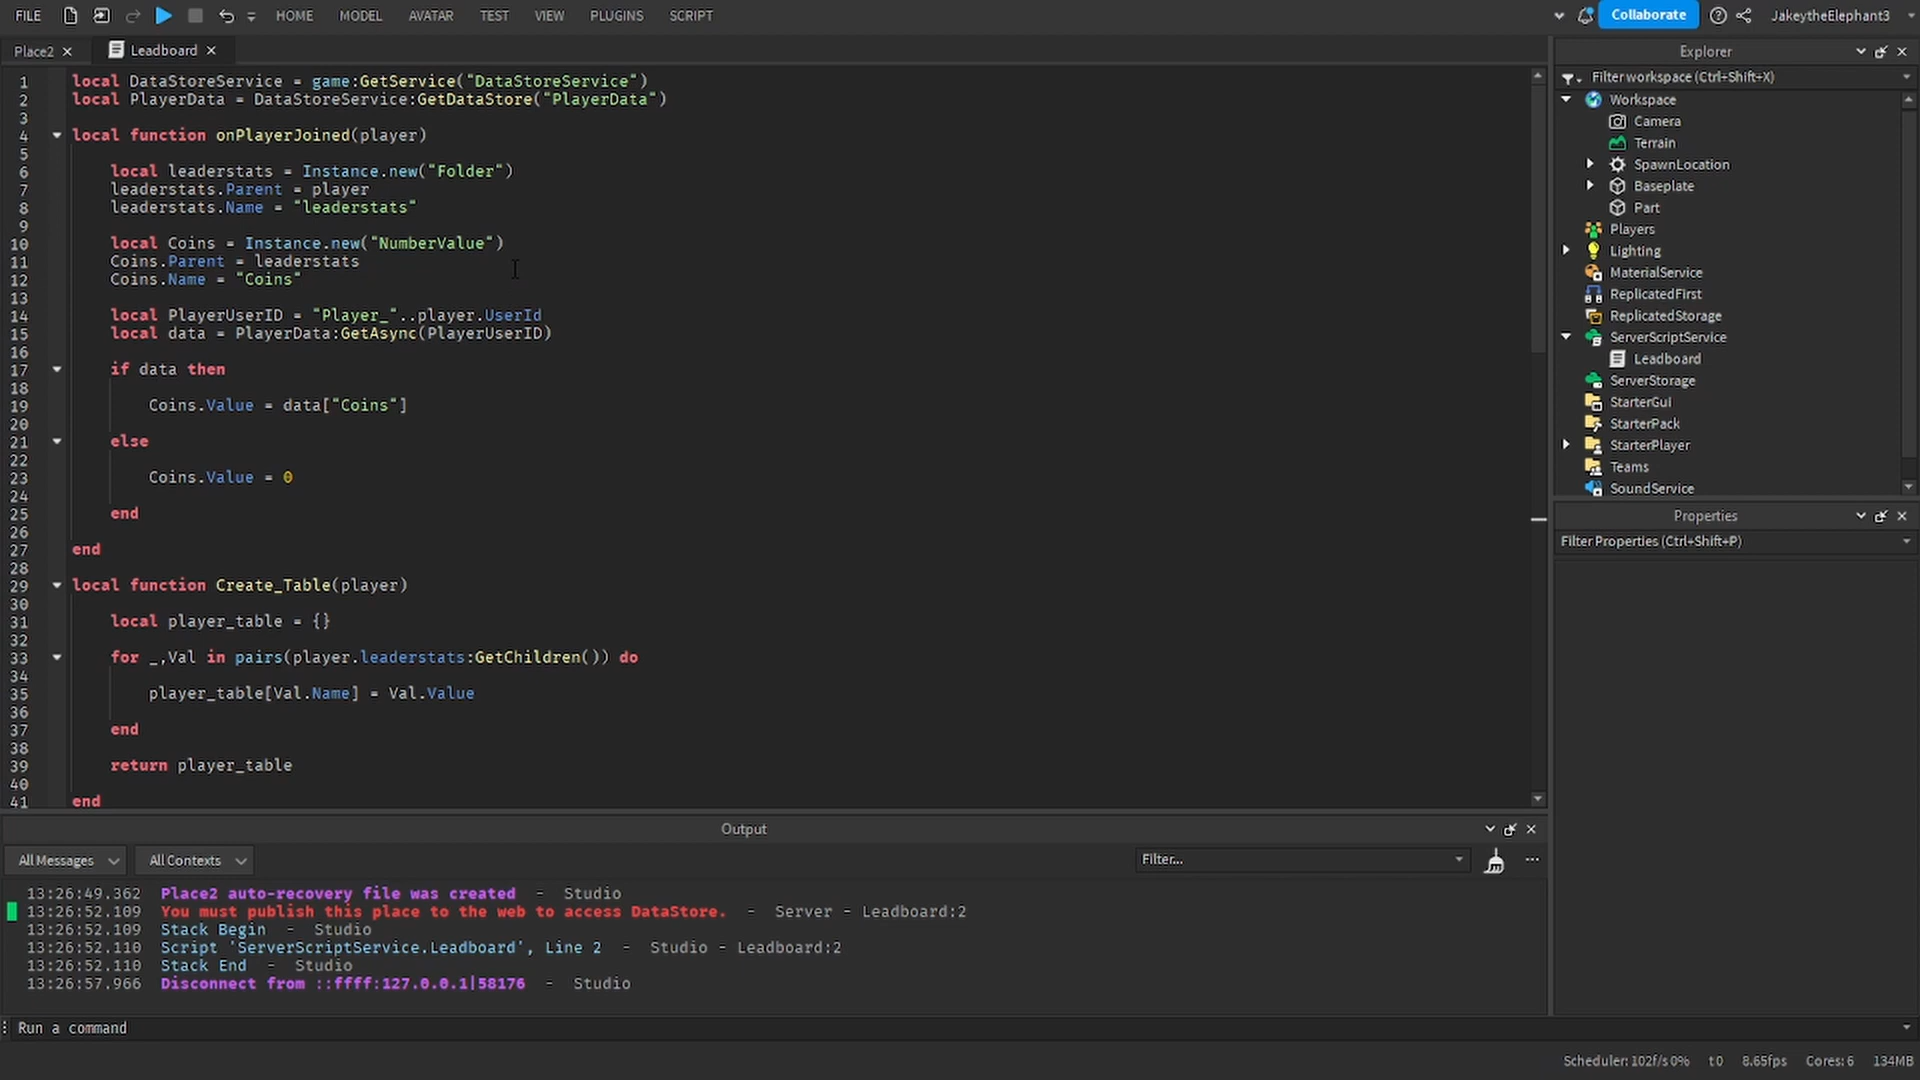 FILE HOME MODEL AVATAR TEST VIEW PLUGINS SCRIPT Collaborate JakeytheElephant3
Place2 Leadboard
1 local DataStoreService = game:GetService("DataStoreService")
2 local PlayerData = DataStoreService:GetDataStore("PlayerData")
3
4 local function onPlayerJoined(player)
5
6 local leaderstats = Instance.new("Folder")
7 leaderstats.Parent = player
8 leaderstats.Name = "leaderstats"
9
10 local Coins = Instance.new("NumberValue")
11 Coins.Parent = leaderstats
12 Coins.Name = "Coins"
13
14 local PlayerUserID = "Player_"..player.UserId
15 local data = PlayerData:GetAsync(PlayerUserID)
16
17 if data then
18
19 Coins.Value = data["Coins"]
20
21 else
22
23 Coins.Value = 0
24
25 end
26
27 end
28
29 local function Create_Table(player)
30
31 local player_table = {}
32
33 for _,Val in pairs(player.leaderstats:GetChildren()) do
34
35 player_table[Val.Name] = Val.Value
36
37 end
38
39 return player_table
40
41 end
Output
All Messages All Contexts Filter...
13:26:49.362 Place2 auto-recovery file was created - Studio
13:26:52.109 You must publish this place to the web to access DataStore. - Server - Leadboard:2
13:26:52.109 Stack Begin - Studio
13:26:52.110 Script 'ServerScriptService.Leadboard', Line 2 - Studio - Leadboard:2
13:26:52.110 Stack End - Studio
13:26:57.966 Disconnect from ::ffff:127.0.0.1|58176 - Studio
Run a command
Explorer
Filter workspace (Ctrl+Shift+X)
Workspace
Camera
Terrain
SpawnLocation
Baseplate
Part
Players
Lighting
MaterialService
ReplicatedFirst
ReplicatedStorage
ServerScriptService
Leadboard
ServerStorage
StarterGui
StarterPack
StarterPlayer
Teams
SoundService
Properties
Filter Properties (Ctrl+Shift+P)
Scheduler: 102f/s 0% t0 8.65fps Cores: 6 134MB